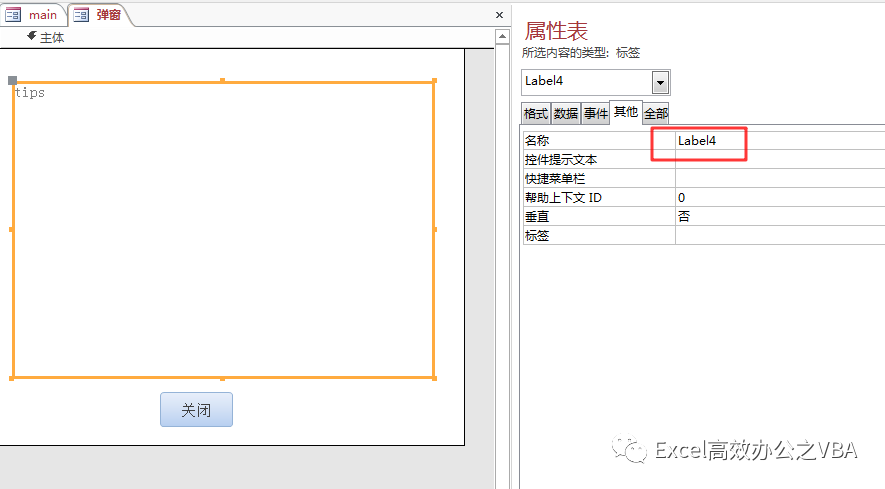 main 弹窗
主体
tips
关闭
属性表
所选内容的类型: 标签
Label4
格式 数据 事件 其他 全部
名称 Label4
控件提示文本
快捷菜单栏
帮助上下文 ID 0
垂直 否
标签
Excel高效办公之VBA